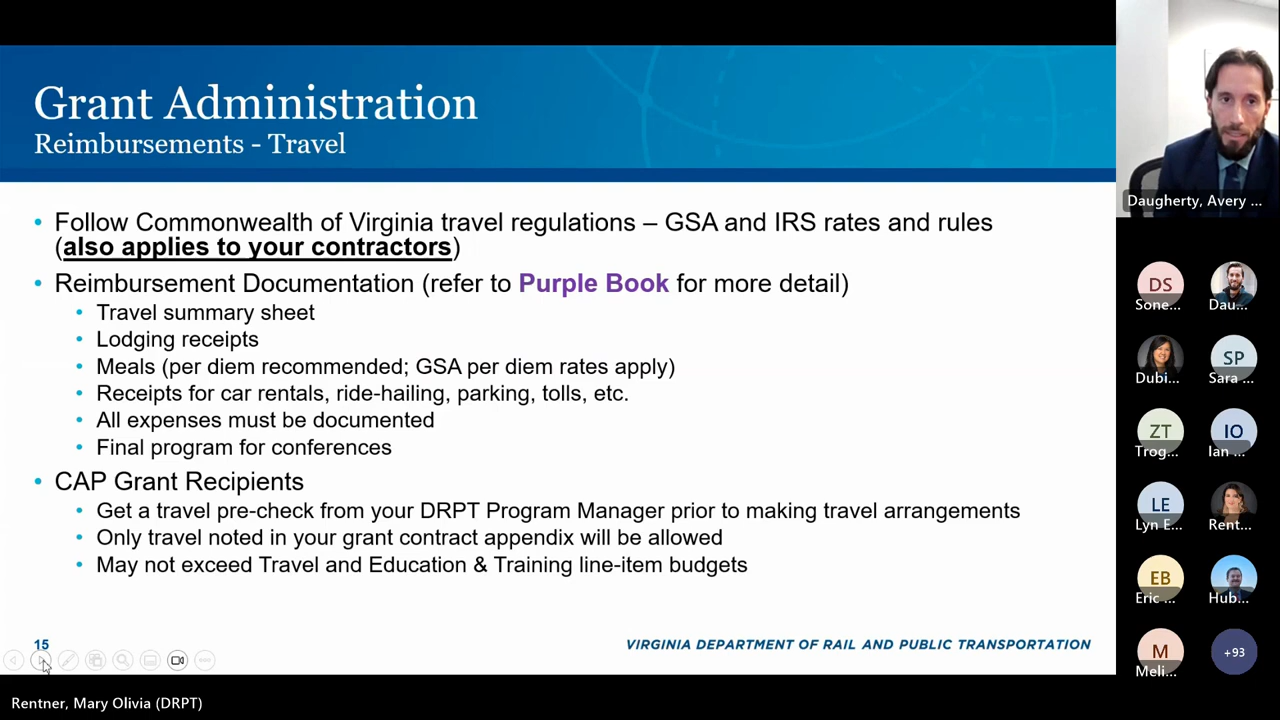 Grant Administration
Reimbursements - Travel
• Follow Commonwealth of Virginia travel regulations – GSA and IRS rates and rules
(also applies to your contractors)
• Reimbursement Documentation (refer to Purple Book for more detail)
• Travel summary sheet
• Lodging receipts
• Meals (per diem recommended; GSA per diem rates apply)
• Receipts for car rentals, ride-hailing, parking, tolls, etc.
• All expenses must be documented
• Final program for conferences
• CAP Grant Recipients
• Get a travel pre-check from your DRPT Program Manager prior to making travel arrangements
• Only travel noted in your grant contract appendix will be allowed
• May not exceed Travel and Education & Training line-item budgets
15
VIRGINIA DEPARTMENT OF RAIL AND PUBLIC TRANSPORTATION
Rentner, Mary Olivia (DRPT)
Daugherty, Avery ...
DS
Sone...
Dau...
Dubi...
SP
Sara ...
ZT
Trog...
IO
Ian ...
LE
Lyn E...
Rent...
EB
Eric ...
Hub...
M
Meli...
+93